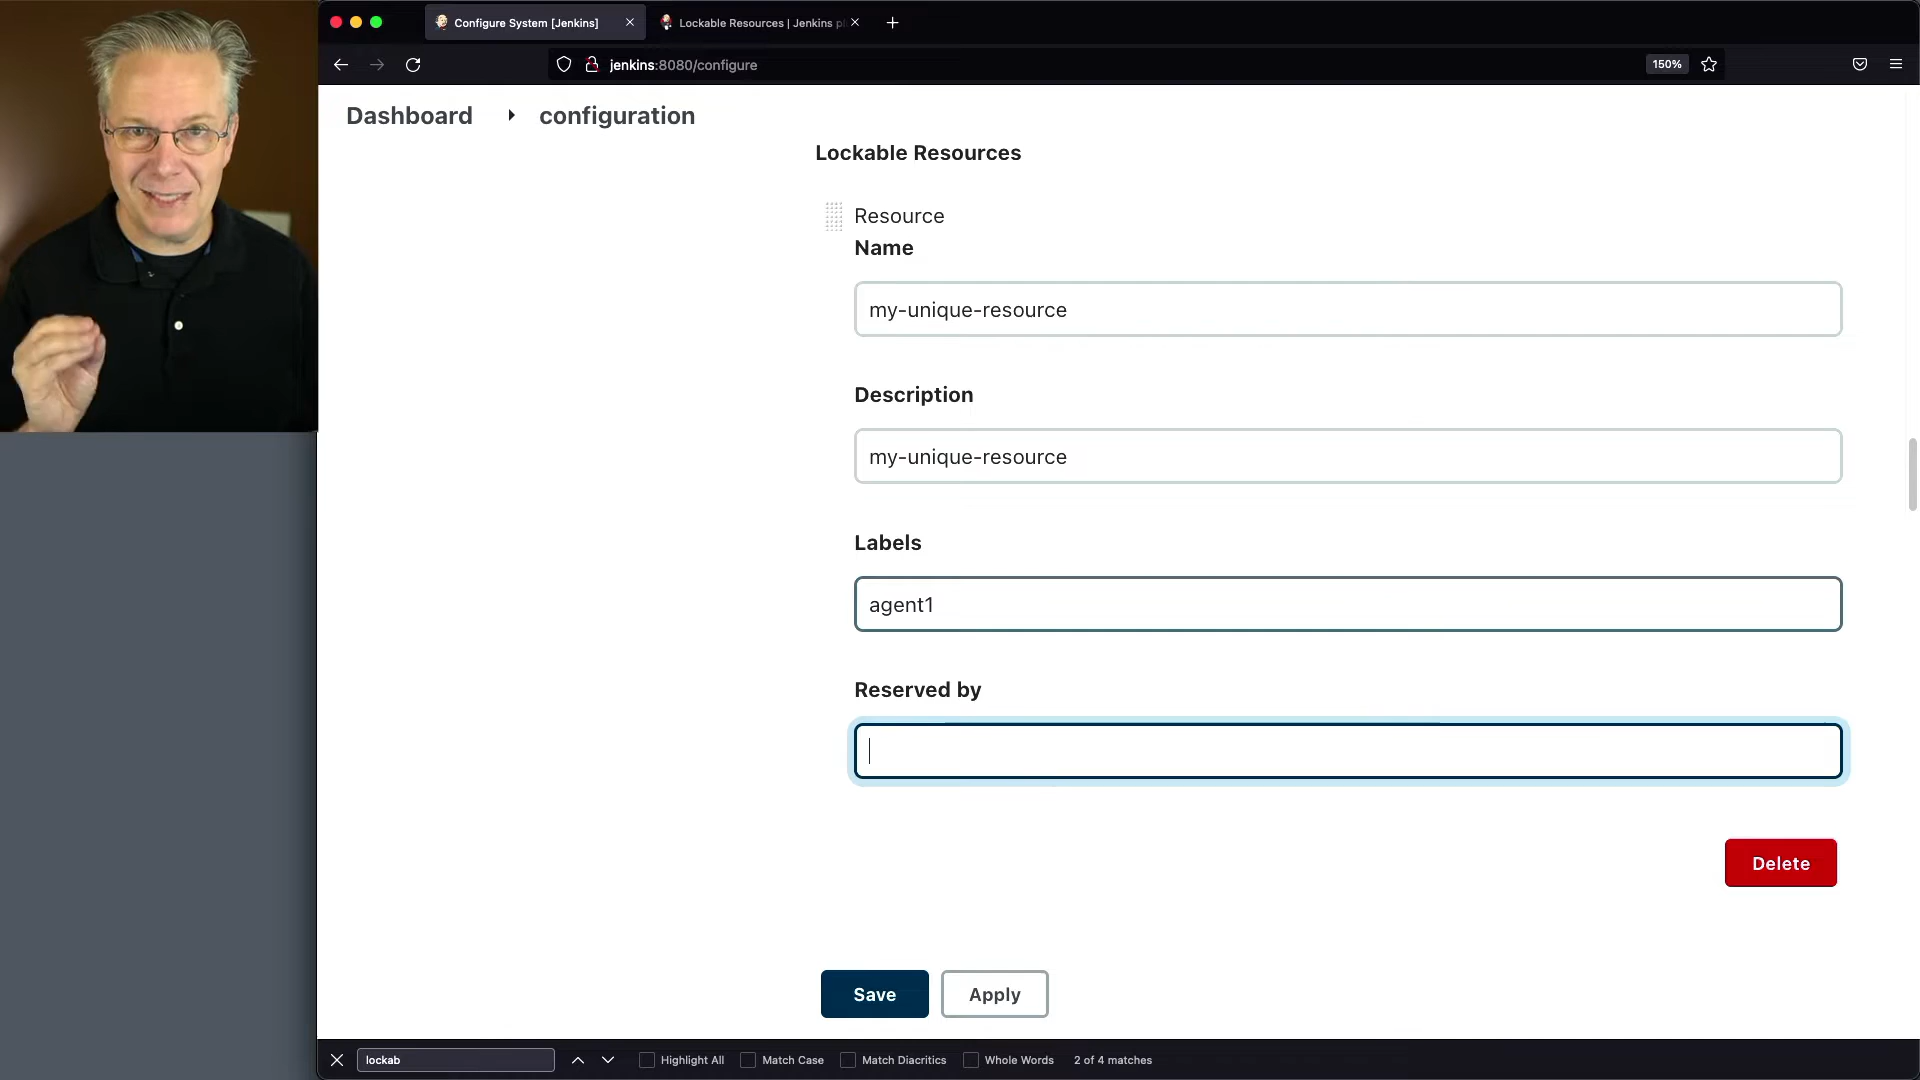 Configure System [Jenkins]
Lockable Resources | Jenkins pl
jenkins:8080/configure
150%
Dashboard
configuration
Lockable Resources
Resource
Name
my-unique-resource
Description
my-unique-resource
Labels
agent1
Reserved by
Delete
Save
Apply
lockab
Highlight All
Match Case
Match Diacritics
Whole Words
2 of 4 matches